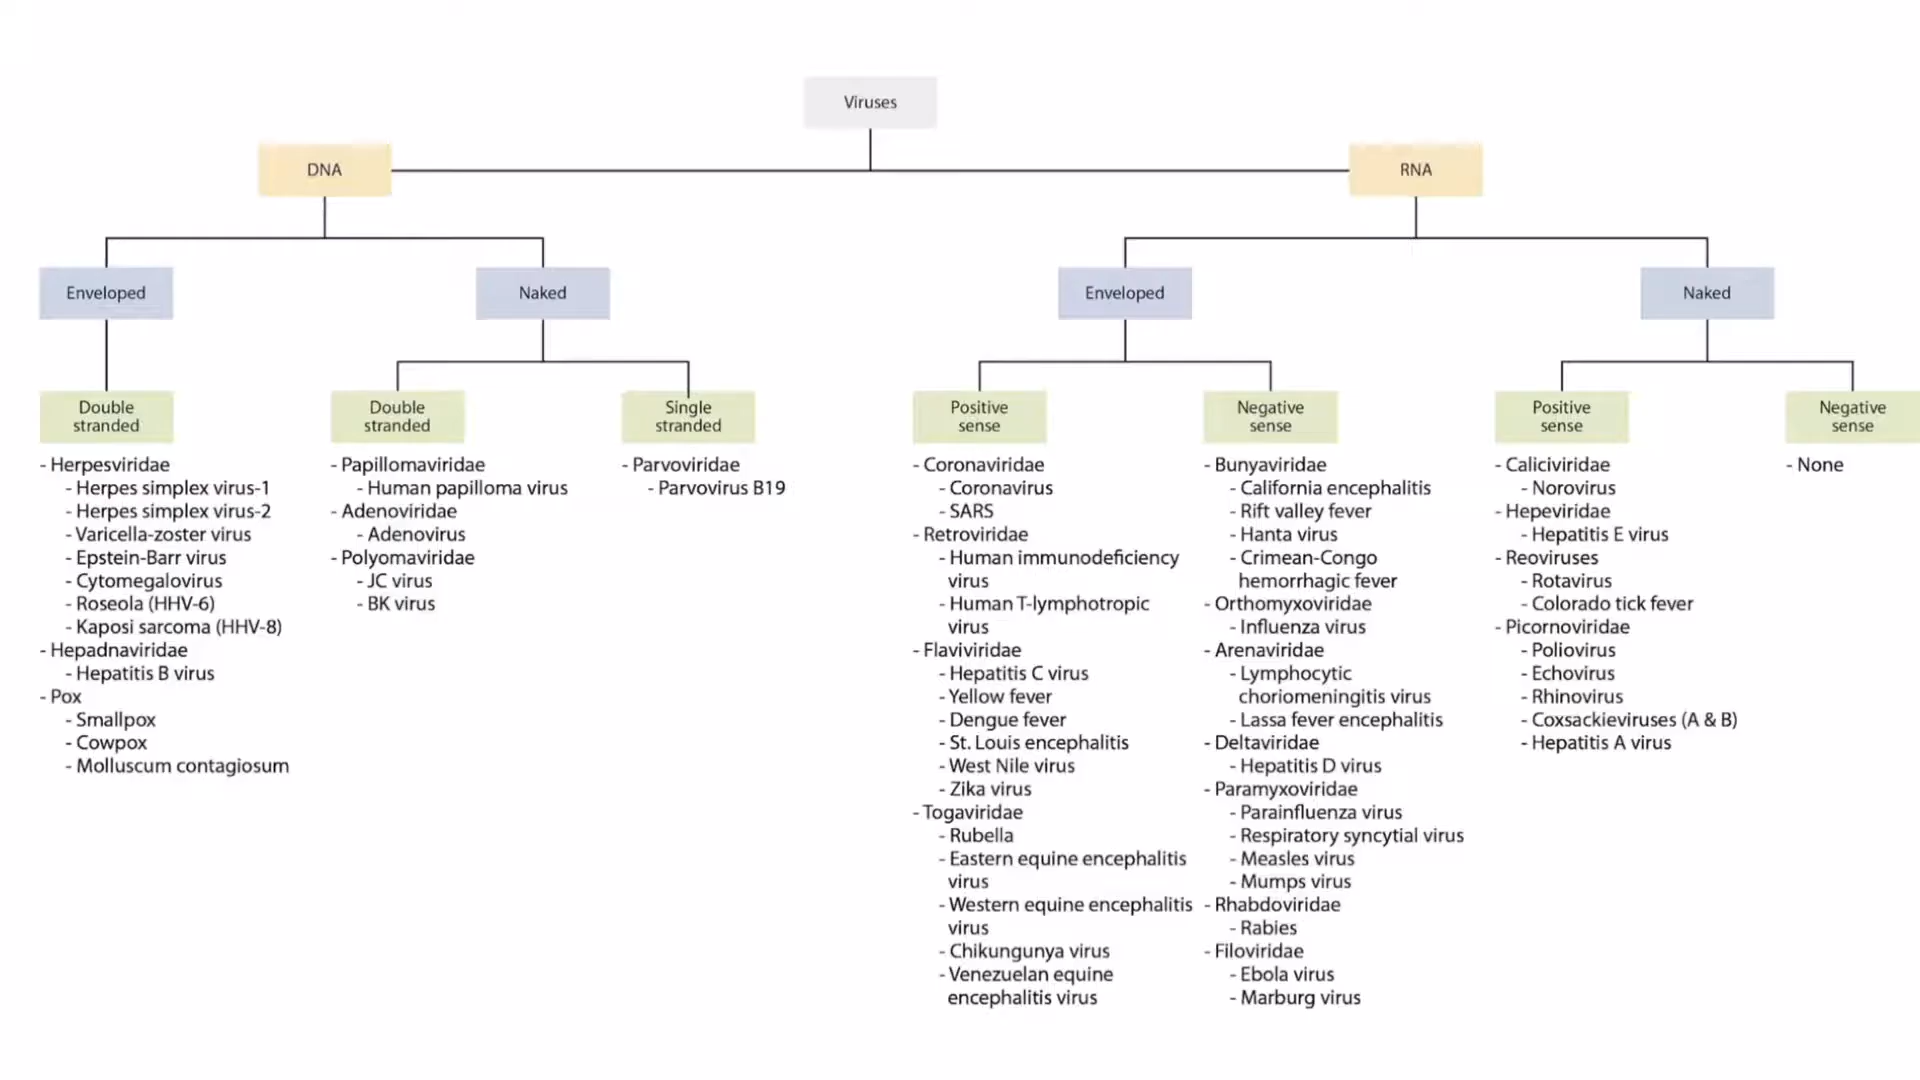 Viruses
DNA
RNA
Enveloped
Naked
Enveloped
Naked
Double
stranded
- Herpesviridae
- Herpes simplex virus-1
- Herpes simplex virus-2
- Varicella-zoster virus
- Epstein-Barr virus
- Cytomegalovirus
- Roseola (HHV-6)
- Kaposi sarcoma (HHV-8)
- Hepadnaviridae
- Hepatitis B virus
- Pox
- Smallpox
- Cowpox
- Molluscum contagiosum
Double
stranded
- Papillomaviridae
- Human papilloma virus
- Adenoviridae
- Adenovirus
- Polyomaviridae
- JC virus
- BK virus
Single
stranded
- Parvoviridae
- Parvovirus B19
Positive
sense
- Coronaviridae
- Coronavirus
- SARS
- Retroviridae
- Human immunodeficiency
virus
- Human T-lymphotropic
virus
- Flaviviridae
- Hepatitis C virus
- Yellow fever
- Dengue fever
- St. Louis encephalitis
- West Nile virus
- Zika virus
- Togaviridae
- Rubella
- Eastern equine encephalitis
virus
- Western equine encephalitis
virus
- Chikungunya virus
- Venezuelan equine
encephalitis virus
Negative
sense
- Bunyaviridae
- California encephalitis
- Rift valley fever
- Hanta virus
- Crimean-Congo
hemorrhagic fever
- Orthomyxoviridae
- Influenza virus
- Arenaviridae
- Lymphocytic
choriomeningitis virus
- Lassa fever encephalitis
- Deltaviridae
- Hepatitis D virus
- Paramyxoviridae
- Parainfluenza virus
- Respiratory syncytial virus
- Measles virus
- Mumps virus
- Rhabdoviridae
- Rabies
- Filoviridae
- Ebola virus
- Marburg virus
Positive
sense
- Caliciviridae
- Norovirus
- Hepeviridae
- Hepatitis E virus
- Reoviruses
- Rotavirus
- Colorado tick fever
- Picornoviridae
- Poliovirus
- Echovirus
- Rhinovirus
- Coxsackieviruses (A & B)
- Hepatitis A virus
Negative
sense
- None